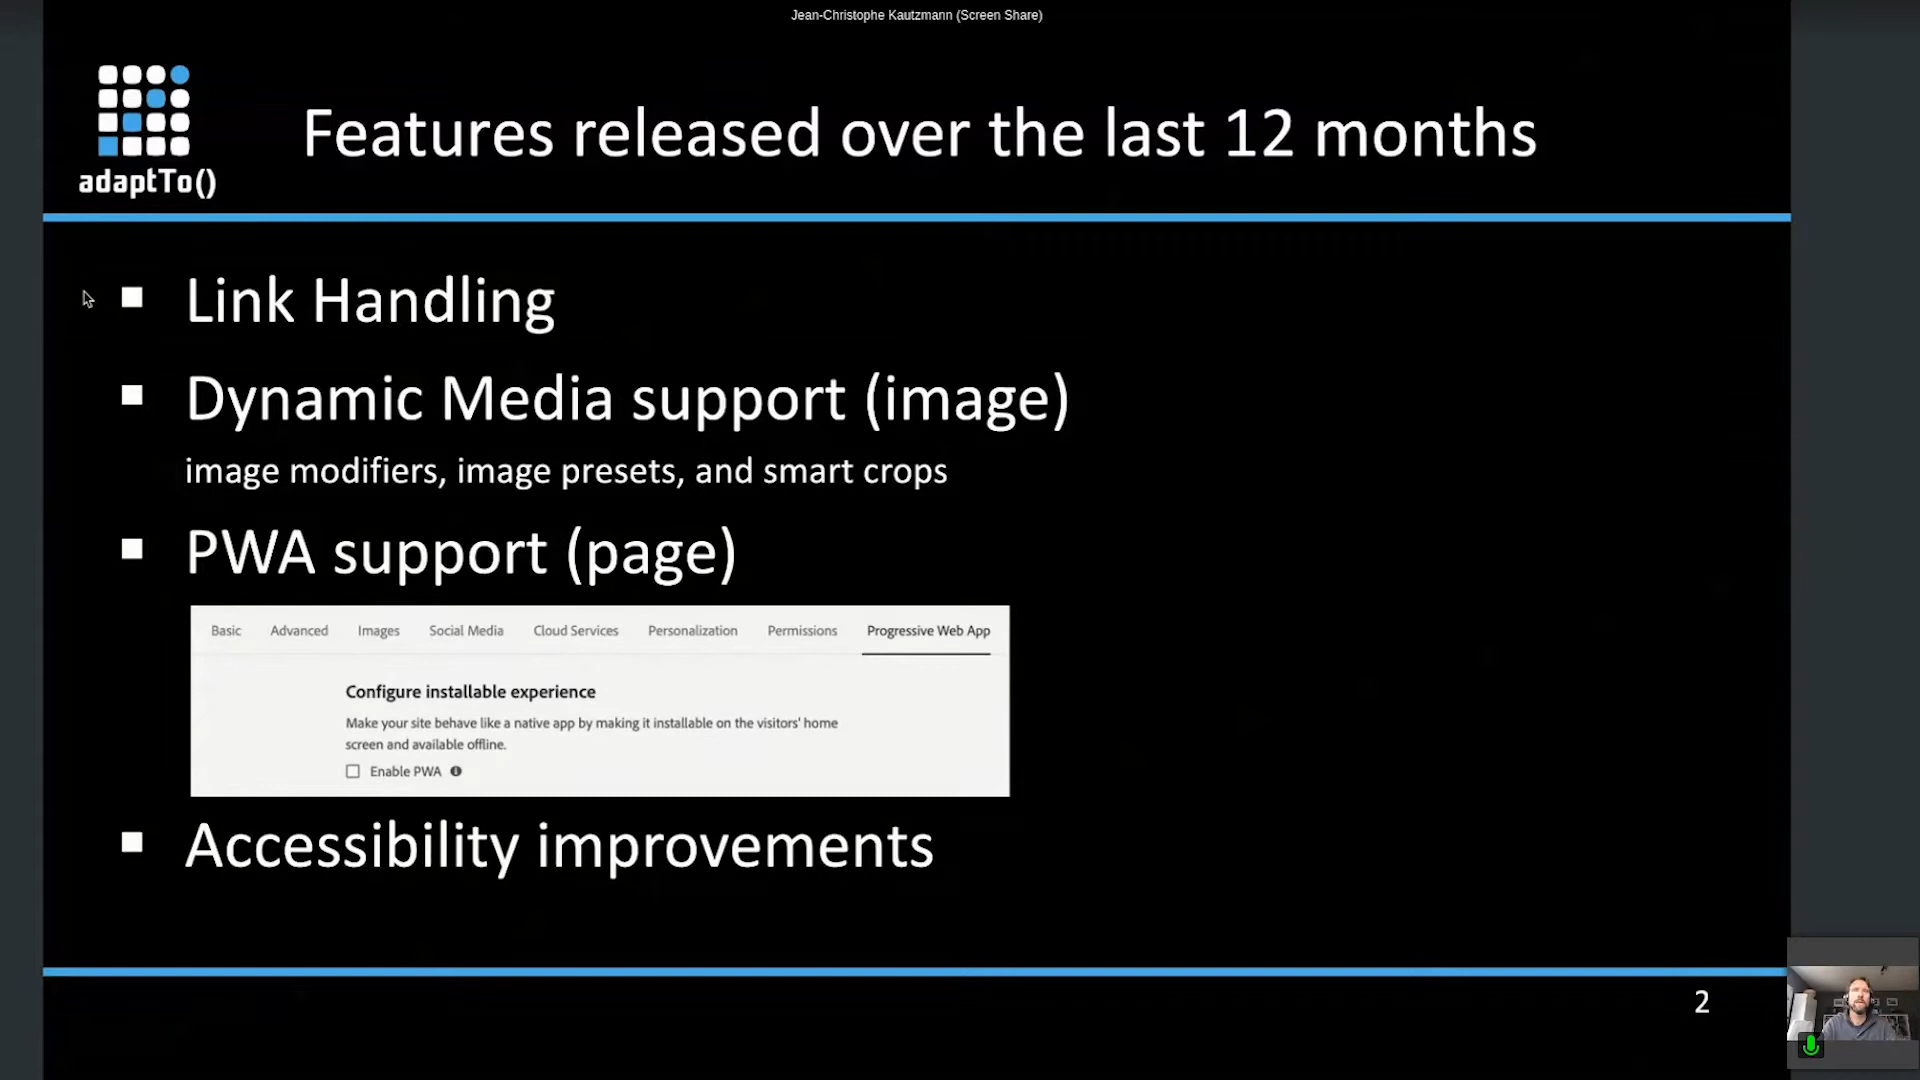 Jean-Christophe Kautzmann (Screen Share)
adaptTo()
Features released over the last 12 months
Link Handling
Dynamic Media support (image)
image modifiers, image presets, and smart crops
PWA support (page)
Basic Advanced Images Social Media Cloud Services Personalization Permissions Progressive Web App
Configure installable experience
Make your site behave like a native app by making it installable on the visitors' home
screen and available offline.
Enable PWA
Accessibility improvements
2